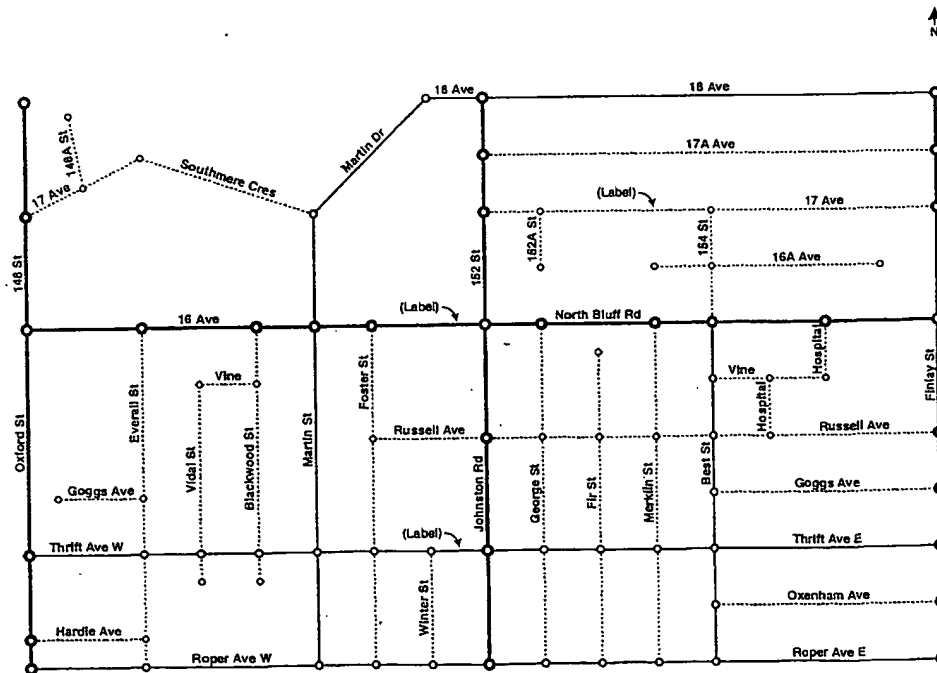 N
18 Ave
18 Ave
Martin Dr
17A Ave
148A St
Southmere Cres
17 Ave
(Label)
17 Ave
152A St
154 St
148 St
152 St
16A Ave
(Label)
16 Ave
North Bluff Rd
Hospital
Finlay St
Vine
Vine
Foster St
Everall St
Hospital
Oxford St
Martin St
Russell Ave
Russell Ave
Vidal St
Blackwood St
Best St
Johnston Rd
George St
Fir St
Merklin St
Goggs Ave
Goggs Ave
(Label)
Thrift Ave W
Thrift Ave E
Winter St
Oxenham Ave
Hardie Ave
Roper Ave W
Roper Ave E